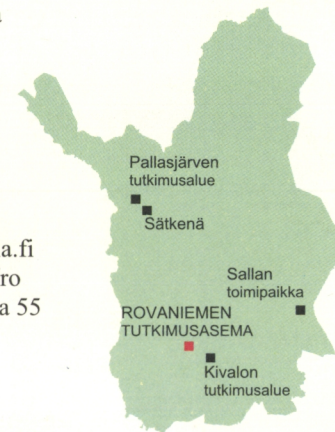 a.fi
ro
a 55
Pallasjärven
tutkimusalue
Sätkenä
Sallan
toimipaikka
ROVANIEMEN
TUTKIMUSASEMA
Kivalon
tutkimusalue